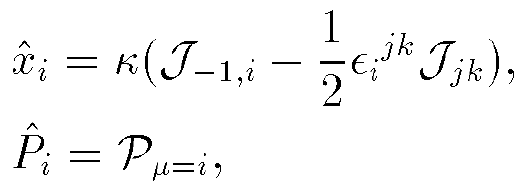 $\hat{x}_i = \kappa(\mathcal{J}_{-1,i} - \frac{1}{2}\epsilon_i{}^{jk}\mathcal{J}_{jk}),$
$\hat{P}_i = \mathcal{P}_{\mu=i},$